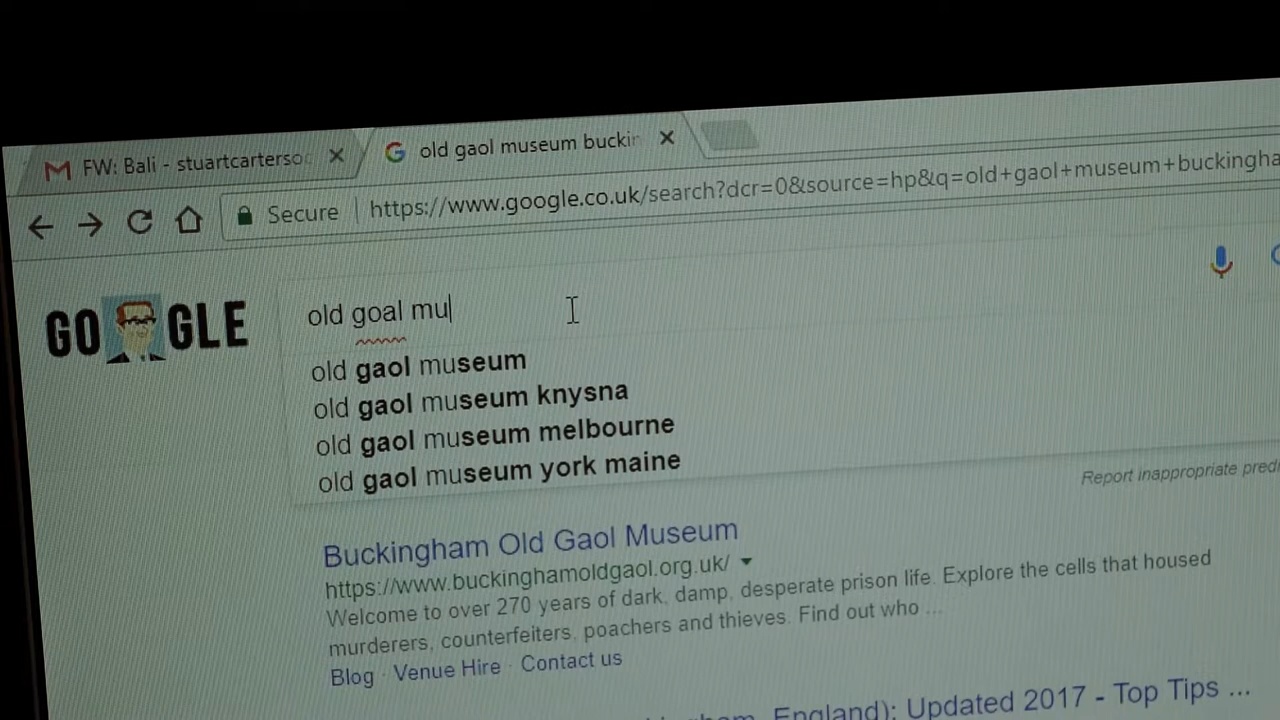 FW: Bali - stuartcartersoc
old gaol museum buckin
Secure
https://www.google.co.uk/search?dcr=0&source=hp&q=old+gaol+museum+buckingha
GO GLE
old goal mu
old gaol museum
old gaol museum knysna
old gaol museum melbourne
old gaol museum york maine
Report inappropriate predi
Buckingham Old Gaol Museum
https://www.buckinghamoldgaol.org.uk/
Welcome to over 270 years of dark, damp, desperate prison life. Explore the cells that housed
murderers, counterfeiters, poachers and thieves. Find out who ...
Blog · Venue Hire · Contact us
England): Updated 2017 - Top Tips ...